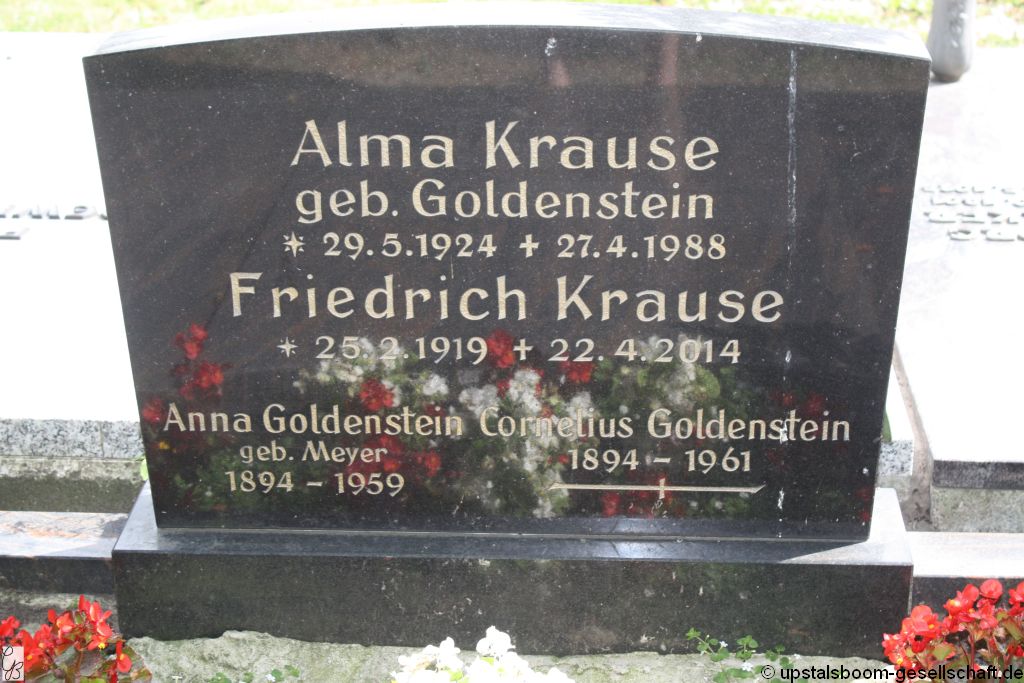 Alma Krause
geb. Goldenstein
* 29.5.1924 + 27.4.1988
Friedrich Krause
* 25.2.1919 + 22.4.2014
Anna Goldenstein
geb. Meyer
1894 - 1959
Cornelius Goldenstein
1894 - 1961
GB
© upstalsboom-gesellschaft.de